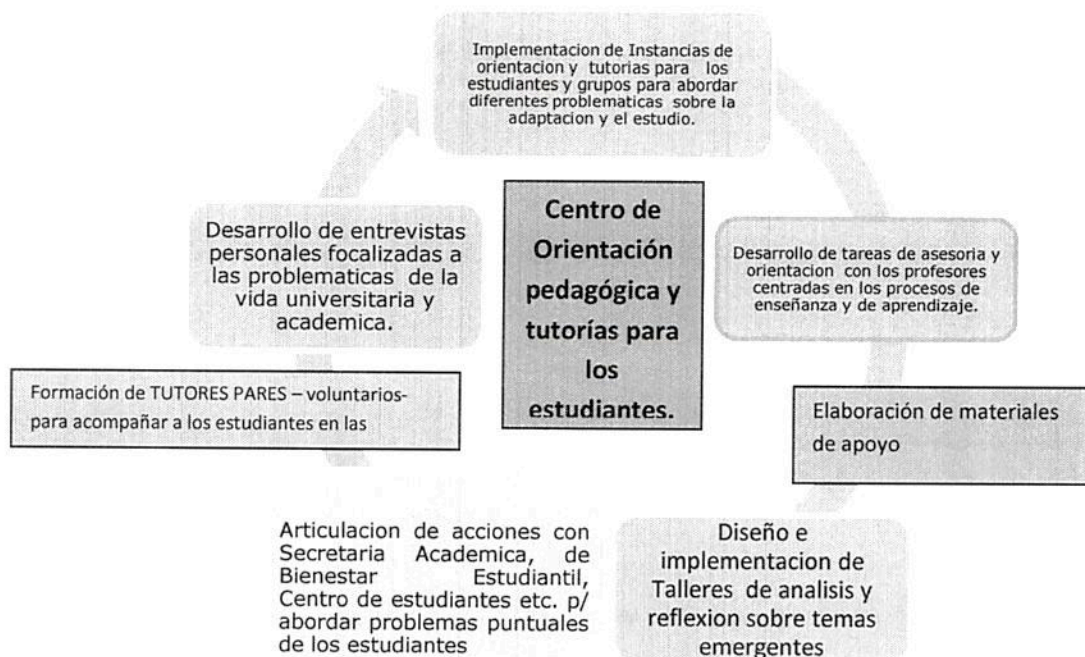 Implementacion de Instancias de
orientacion y tutorias para los
estudiantes y grupos para abordar
diferentes problematicas sobre la
adaptacion y el estudio.
Desarrollo de entrevistas
personales focalizadas a
las problematicas de la
vida universitaria y
academica.
Centro de
Orientación
pedagógica y
tutorías para
los
estudiantes.
Desarrollo de tareas de asesoria y
orientacion con los profesores
centradas en los procesos de
enseñanza y de aprendizaje.
Formación de TUTORES PARES – voluntarios-
para acompañar a los estudiantes en las
Elaboración de materiales
de apoyo
Articulacion de acciones con
Secretaria Academica, de
Bienestar Estudiantil,
Centro de estudiantes etc. p/
abordar problemas puntuales
de los estudiantes
Diseño e
implementacion de
Talleres de analisis y
reflexion sobre temas
emergentes